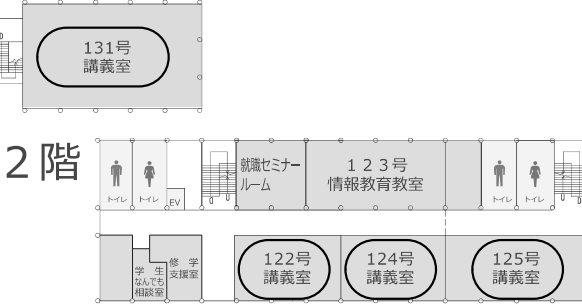 131号
講義室
2階
就職セミナー
ルーム
123号
情報教育教室
トイレ
トイレ
EV
トイレ
トイレ
学生
なんでも
相談室
修学
支援室
122号
講義室
124号
講義室
125号
講義室